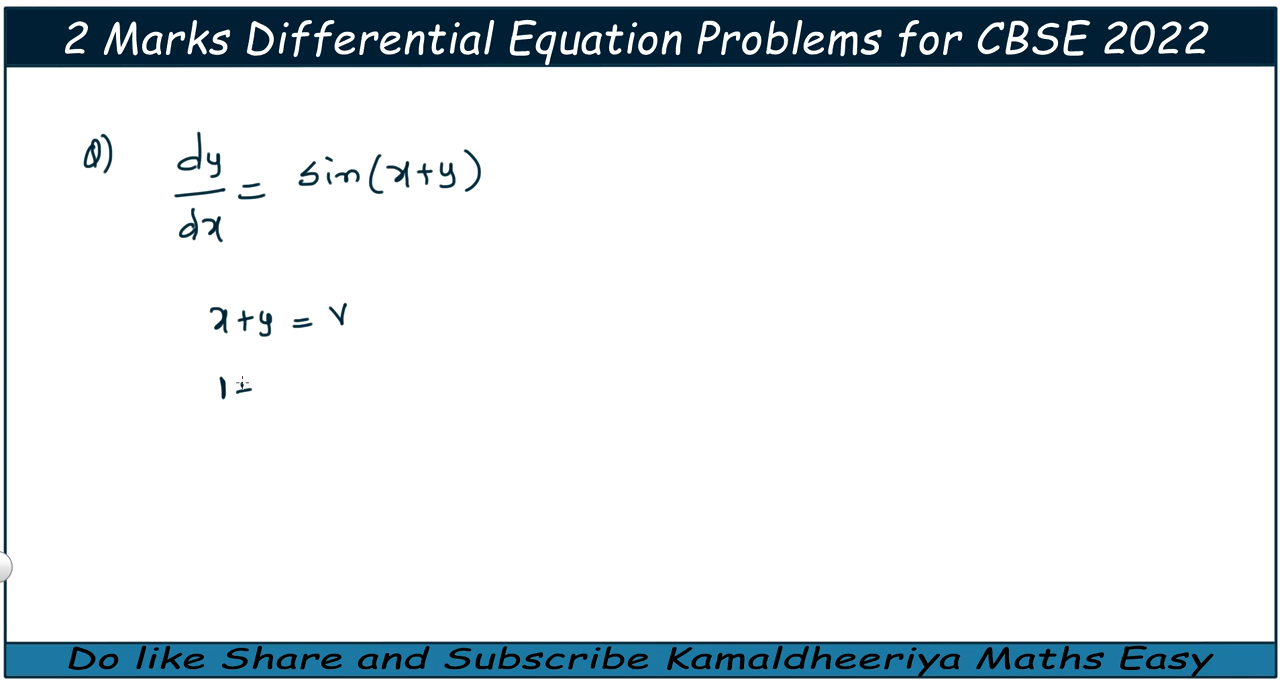 2 Marks Differential Equation Problems for CBSE 2022
Q) dy/dx = sin(x+y)
x+y = v
1+
Do like Share and Subscribe Kamaldheeriya Maths Easy